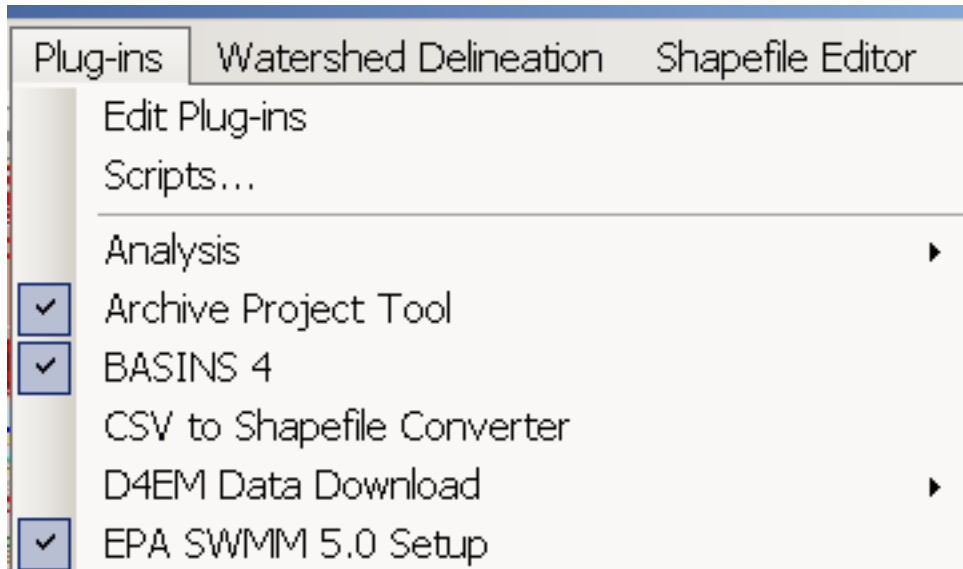 Plug-ins Watershed Delineation Shapefile Editor
Edit Plug-ins
Scripts...
Analysis
Archive Project Tool
BASINS 4
CSV to Shapefile Converter
D4EM Data Download
EPA SWMM 5.0 Setup